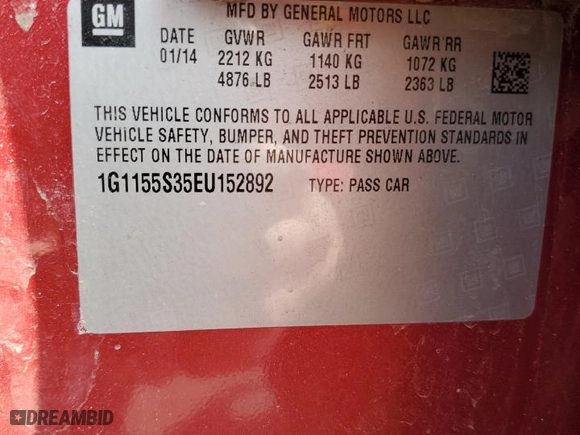 GM
MFD BY GENERAL MOTORS LLC
DATE GVWR GAWR FRT GAWR RR
01/14 2212 KG 1140 KG 1072 KG
4876 LB 2513 LB 2363 LB
THIS VEHICLE CONFORMS TO ALL APPLICABLE U.S. FEDERAL MOTOR
VEHICLE SAFETY, BUMPER, AND THEFT PREVENTION STANDARDS IN
EFFECT ON THE DATE OF MANUFACTURE SHOWN ABOVE.
1G1155S35EU152892 TYPE: PASS CAR
DREAMBID